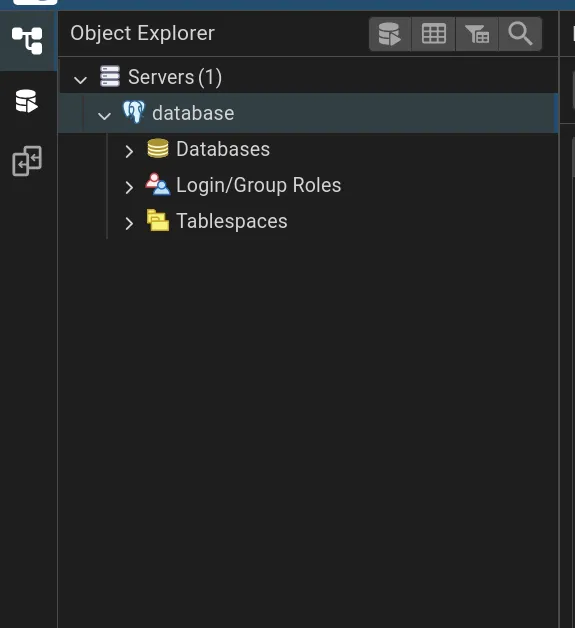 Object Explorer
Servers (1)
database
Databases
Login/Group Roles
Tablespaces